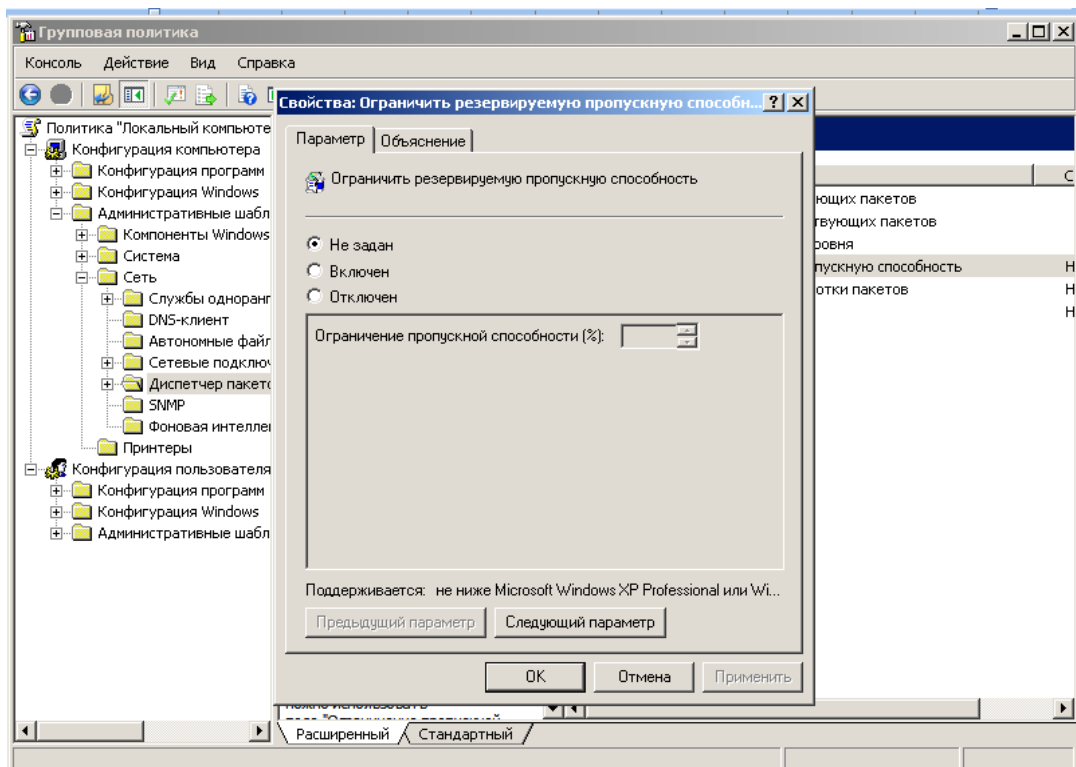 Групповая политика
Консоль Действие Вид Справка
Свойства: Ограничить резервируемую пропускную способн...
Политика "Локальный компьюте
Конфигурация компьютера
Конфигурация программ
Конфигурация Windows
Административные шабл
Компоненты Windows
Система
Сеть
Службы одноранг
DNS-клиент
Автономные файл
Сетевые подключ
Диспетчер пакето
SNMP
Фоновая интеллек
Принтеры
Конфигурация пользователя
Конфигурация программ
Конфигурация Windows
Административные шабл
Параметр Объяснение
Ограничить резервируемую пропускную способность
Не задан
Включен
Отключен
Ограничение пропускной способности (%):
Поддерживается: не ниже Microsoft Windows XP Professional или Wi...
Предыдущий параметр Следующий параметр
OK Отмена Применить
С
ющих пакетов
твующих пакетов
ровня
пускную способность Н
отки пакетов Н
Н
Расширенный Стандартный